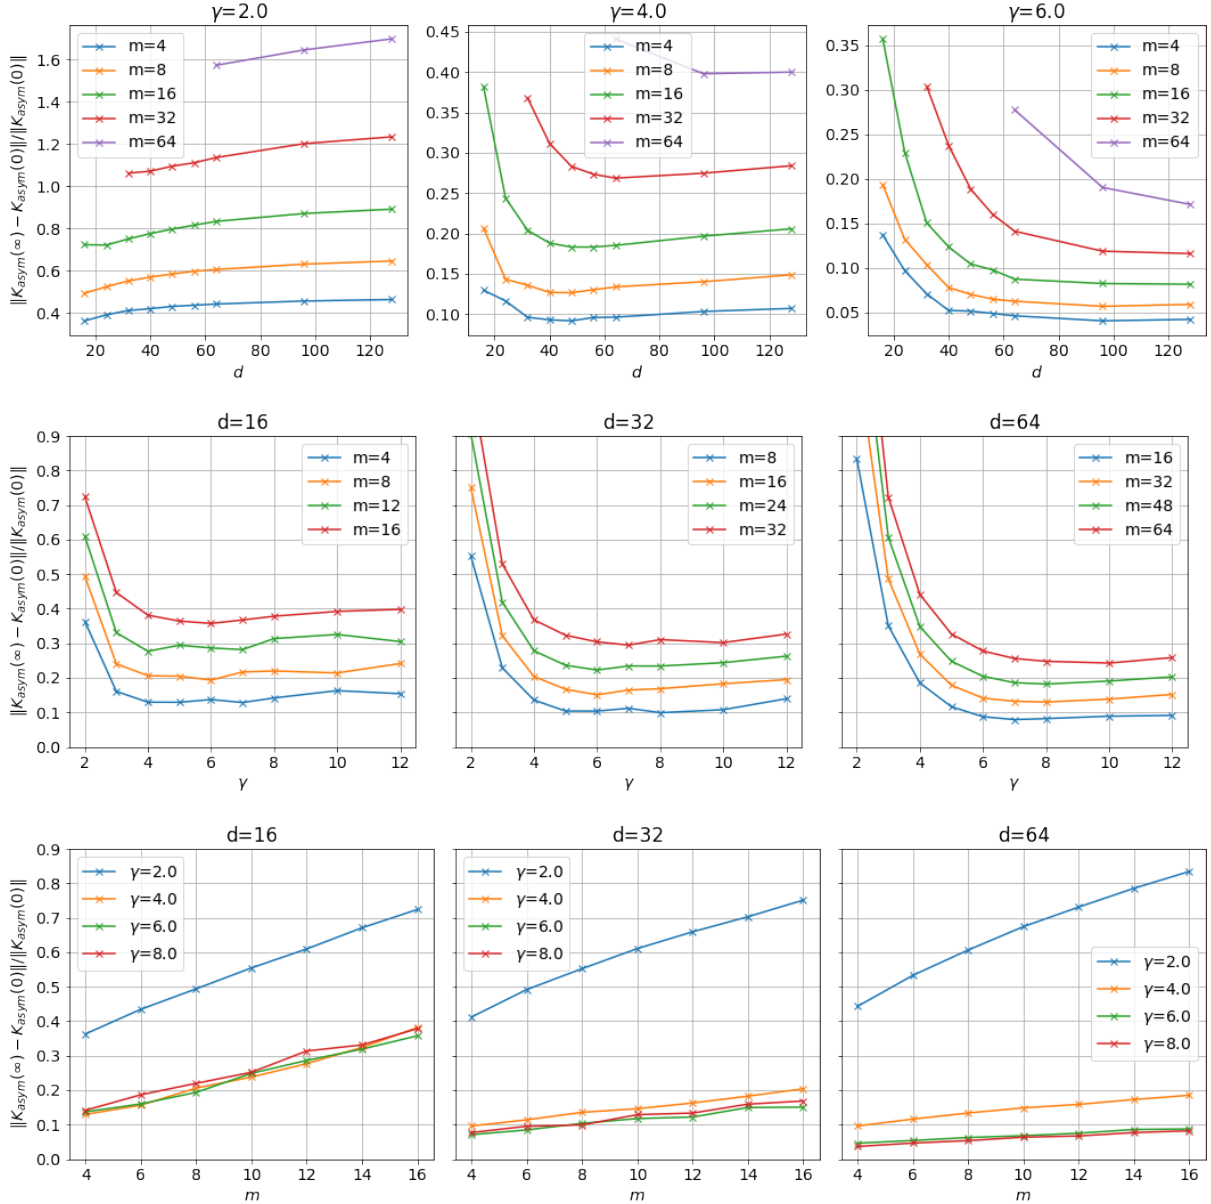 γ=2.0
γ=4.0
γ=6.0
||K_asym(∞) − K_asym(0)||/||K_asym(0)||
1.6
1.4
1.2
1.0
0.8
0.6
0.4
m=4
m=8
m=16
m=32
m=64
20 40 60 80 100 120
d
0.45
0.40
0.35
0.30
0.25
0.20
0.15
0.10
m=4
m=8
m=16
m=32
m=64
20 40 60 80 100 120
d
0.35
0.30
0.25
0.20
0.15
0.10
0.05
m=4
m=8
m=16
m=32
m=64
20 40 60 80 100 120
d
d=16
d=32
d=64
||K_asym(∞) − K_asym(0)||/||K_asym(0)||
0.9
0.8
0.7
0.6
0.5
0.4
0.3
0.2
0.1
0.0
m=4
m=8
m=12
m=16
2 4 6 8 10 12
γ
m=8
m=16
m=24
m=32
2 4 6 8 10 12
γ
m=16
m=32
m=48
m=64
2 4 6 8 10 12
γ
d=16
d=32
d=64
||K_asym(∞) − K_asym(0)||/||K_asym(0)||
0.9
0.8
0.7
0.6
0.5
0.4
0.3
0.2
0.1
0.0
γ=2.0
γ=4.0
γ=6.0
γ=8.0
4 6 8 10 12 14 16
m
γ=2.0
γ=4.0
γ=6.0
γ=8.0
4 6 8 10 12 14 16
m
γ=2.0
γ=4.0
γ=6.0
γ=8.0
4 6 8 10 12 14 16
m